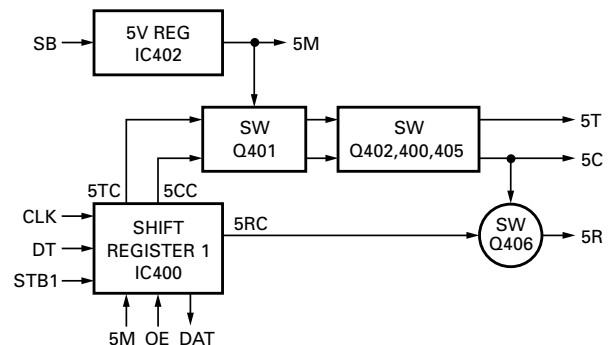 SB
5V REG
IC402
5M
SW
Q401
SW
Q402,400,405
5T
5C
5TC
5CC
CLK
DT
STB1
SHIFT
REGISTER 1
IC400
5RC
SW
Q406
5R
5M OE DAT